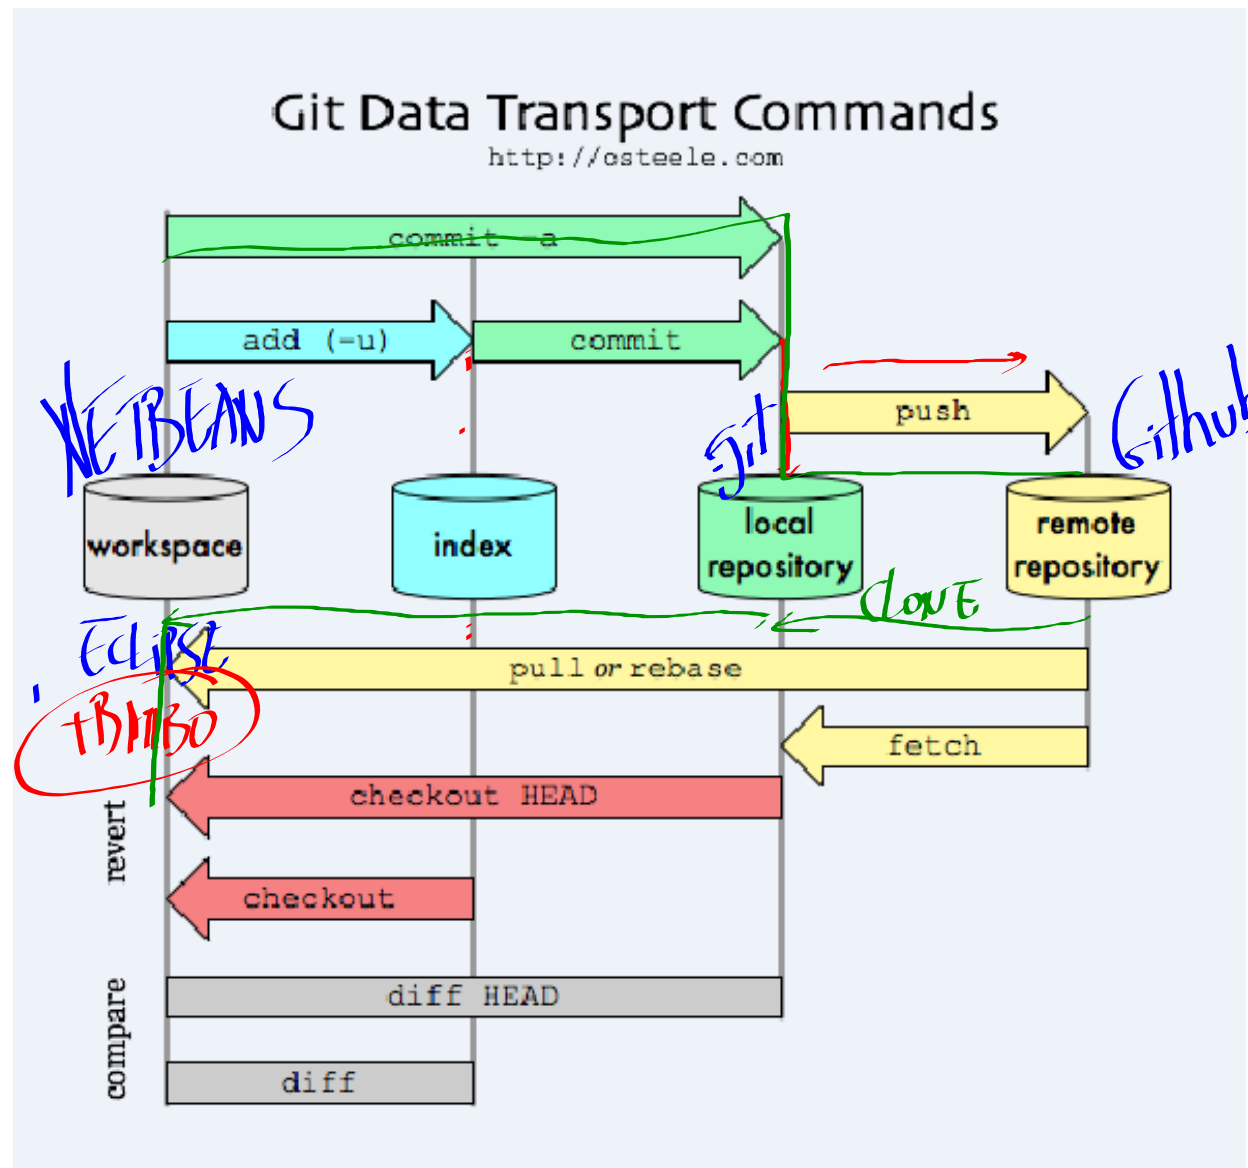 Git Data Transport Commands
http://osteele.com
commit -a
add (-u)
commit
push
NETBEANS
git
Github
workspace
index
local
repository
remote
repository
CLONE
ECLIPSE
pull or rebase
fetch
revert
checkout HEAD
checkout
compare
diff HEAD
diff